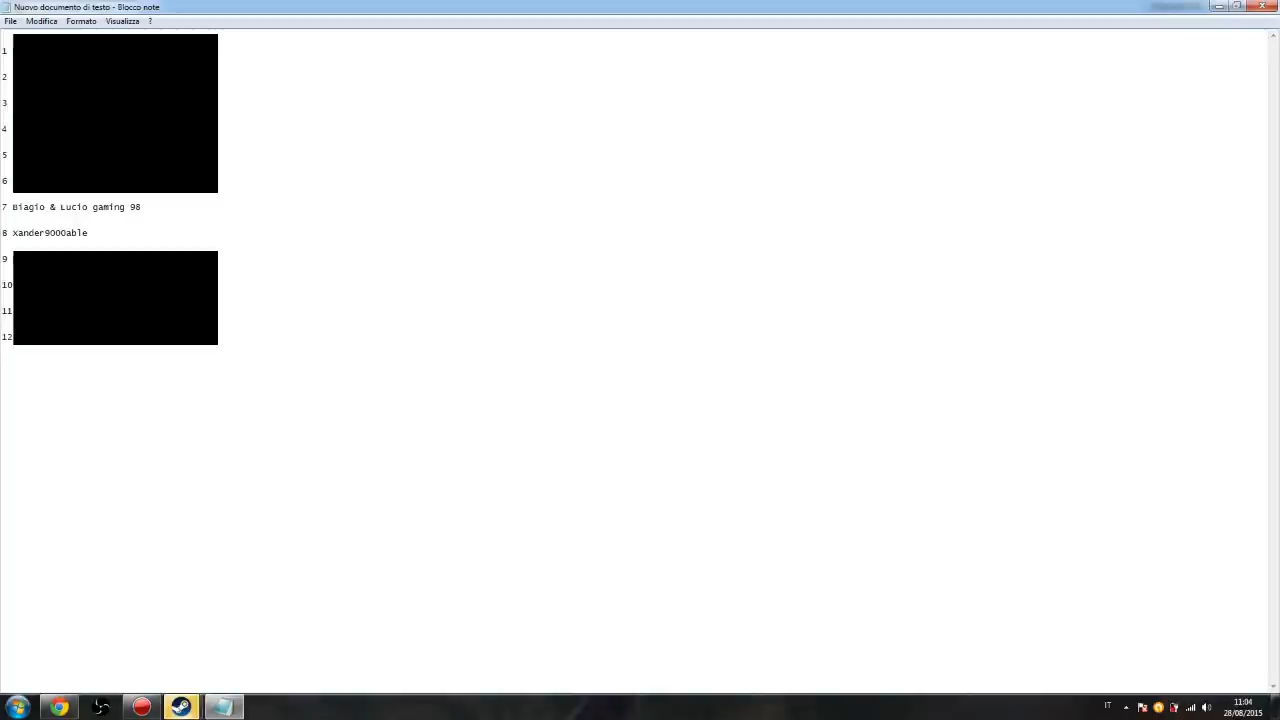 Nuovo documento di testo - Blocco note
File Modifica Formato Visualizza ?
1
2
3
4
5
6
7 Biagio & Lucio gaming 98
8 Xander9000able
9
10
11
12
IT
11:04
28/08/2015